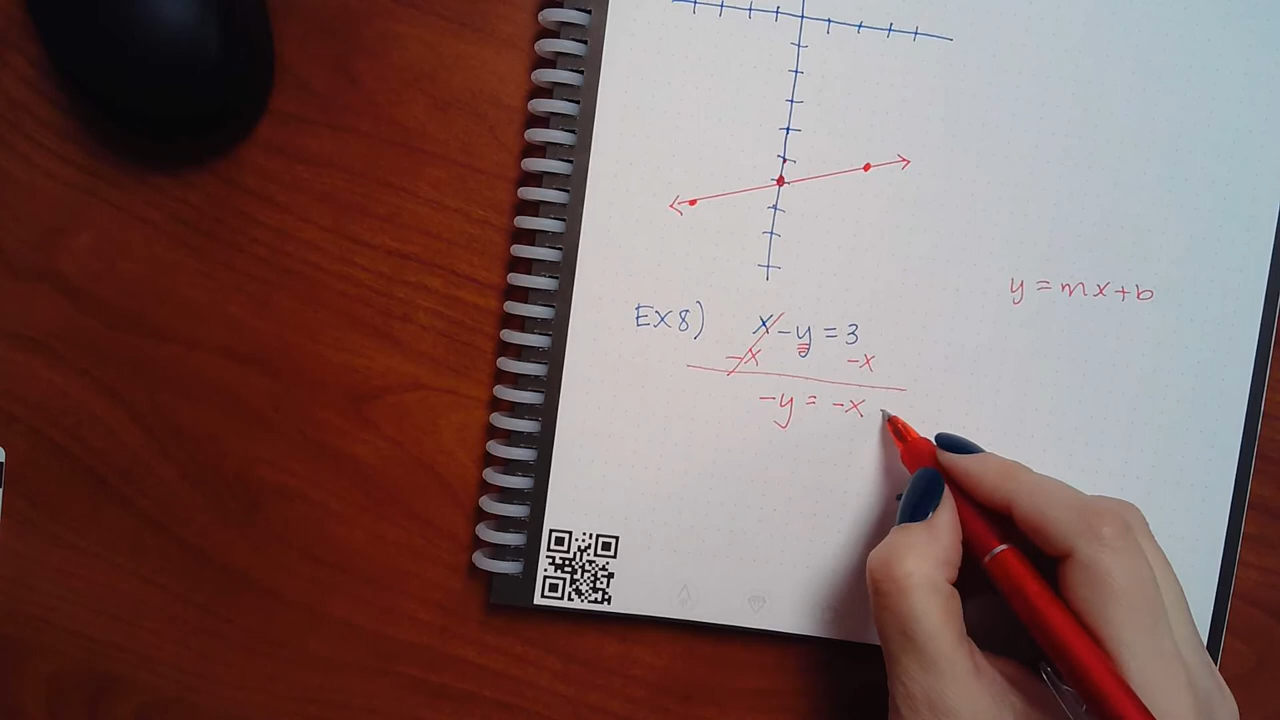 y = mx + b
EX 8) x - y = 3
-x -x
-y = -x